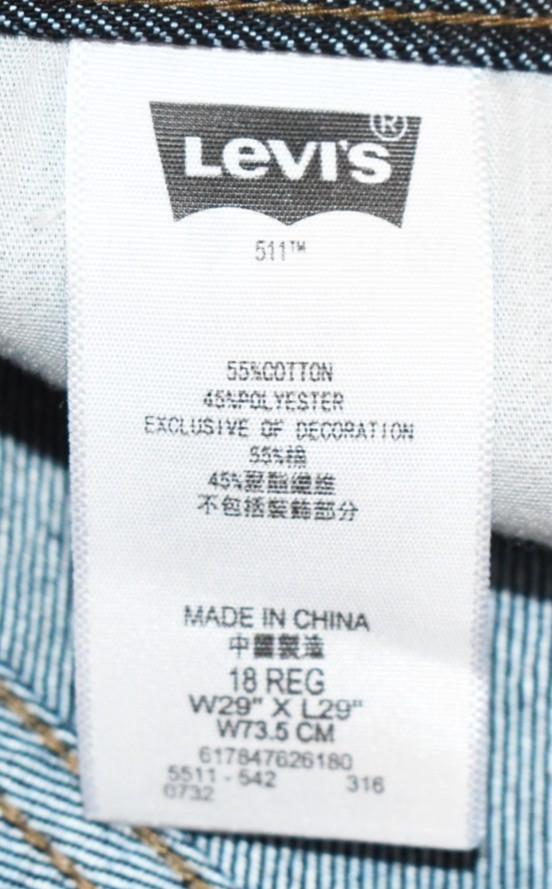 Levi's®
511™
55%COTTON
45%POLYESTER
EXCLUSIVE OF DECORATION
55%棉
45%聚酯纖維
不包括裝飾部分
MADE IN CHINA
中國製造
18 REG
W29" X L29"
W73.5 CM
617847626180
5511 - 542 316
0732